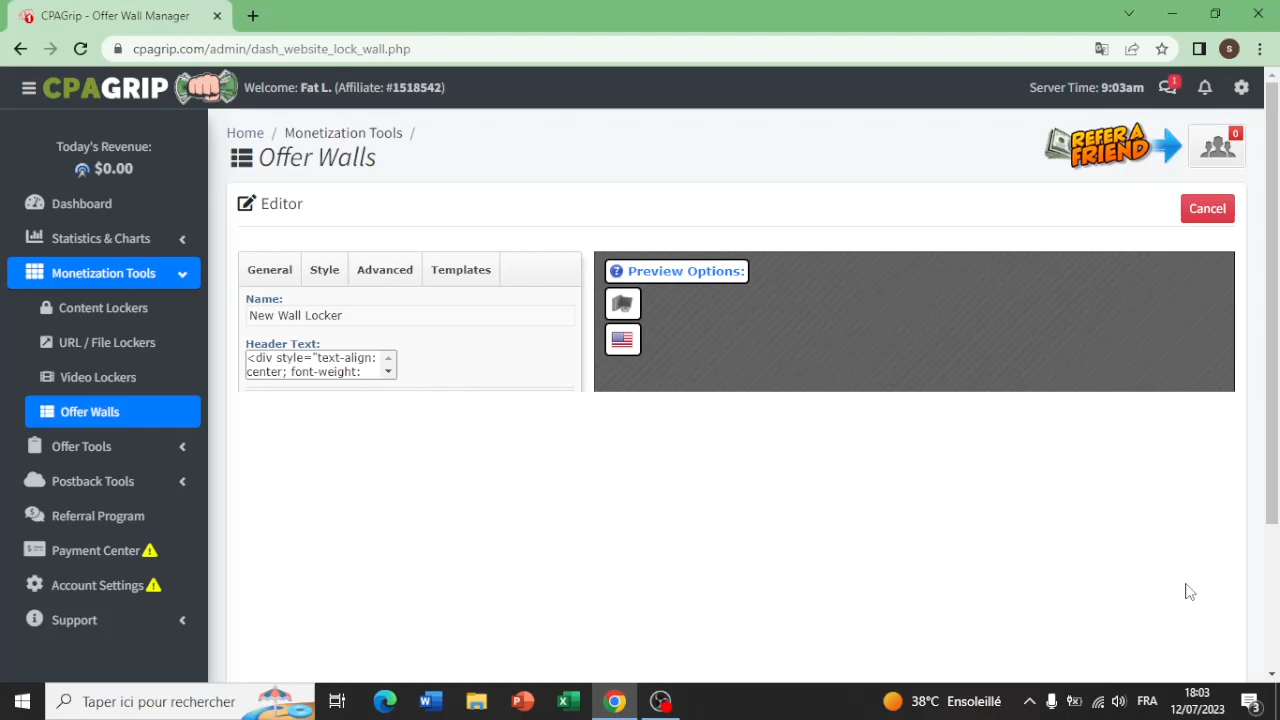 CPAGrip - Offer Wall Manager
cpagrip.com/admin/dash_website_lock_wall.php
S
CPAGRIP
Welcome: Fat L. (Affiliate: #1518542)
Server Time: 9:03am
1
Today's Revenue:
$0.00
Dashboard
Statistics & Charts
Monetization Tools
Content Lockers
URL / File Lockers
Video Lockers
Offer Walls
Offer Tools
Postback Tools
Referral Program
Payment Center
Account Settings
Support
Home / Monetization Tools /
Offer Walls
REFER A
FRIEND
0
Editor
Cancel
General
Style
Advanced
Templates
Name:
New Wall Locker
Header Text:
<div style="text-align:
center; font-weight:
Preview Options:
Taper ici pour rechercher
38°C Ensoleillé
FRA
18:03
12/07/2023
3